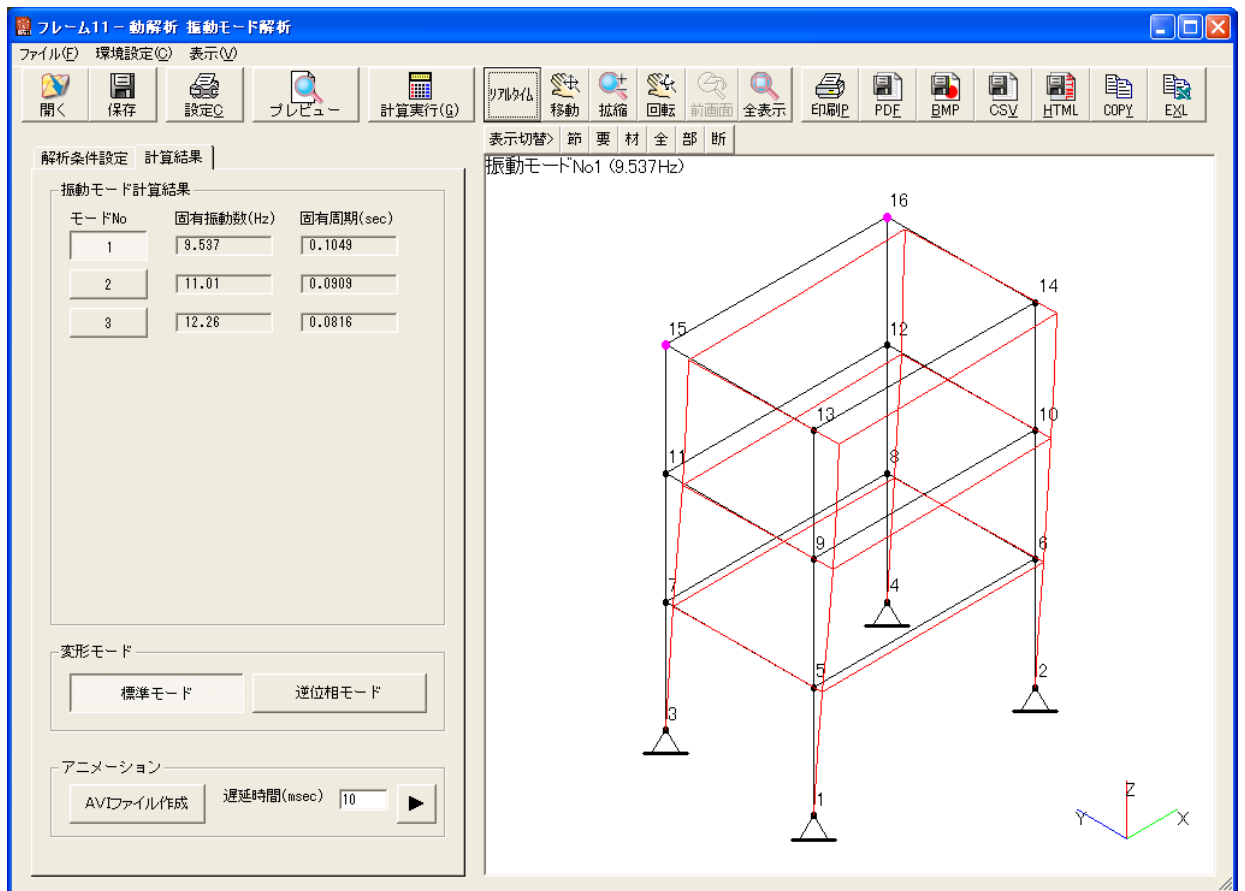 フレーム11 − 動解析 振動モード解析
ファイル(F) 環境設定(C) 表示(V)
開く 保存 設定C プレビュー 計算実行(G) リアルタイム 移動 拡縮 回転 前画面 全表示 印刷P PDF BMP CSV HTML COPY EXL
表示切替> 節 要 材 全 部 断
解析条件設定 計算結果
振動モードNo1 (9.537Hz)
振動モード計算結果
モードNo 固有振動数(Hz) 固有周期(sec)
1 9.537 0.1049
2 11.01 0.0909
3 12.26 0.0816
変形モード
標準モード 逆位相モード
アニメーション
AVIファイル作成 遅延時間(msec) 10
16
14
15
12
13
10
11
8
9
6
7
4
5
2
3
1
Z
Y
X